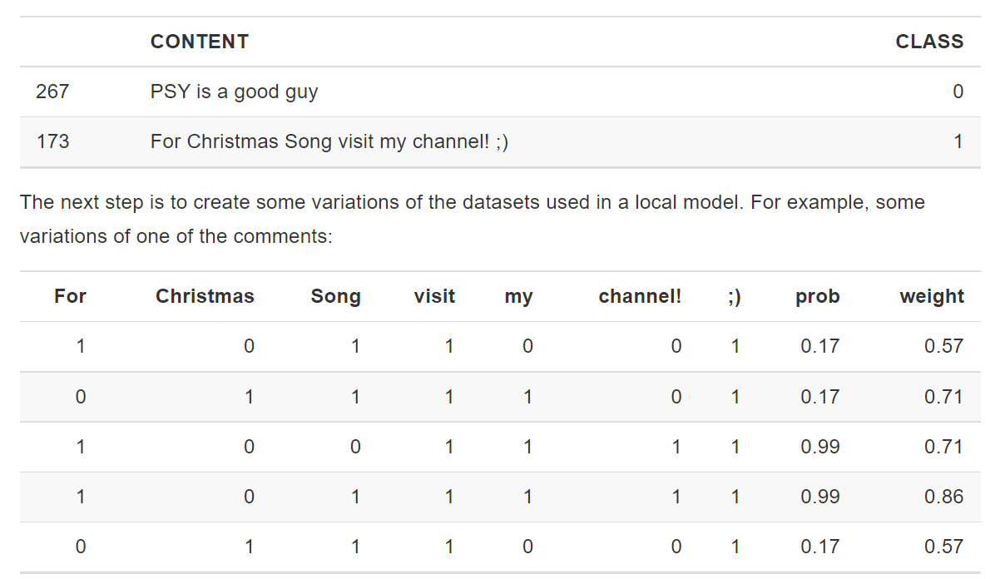 CONTENT CLASS
267 PSY is a good guy 0
173 For Christmas Song visit my channel! ;) 1
The next step is to create some variations of the datasets used in a local model. For example, some
variations of one of the comments:
For Christmas Song visit my channel! ;) prob weight
1 0 1 1 0 0 1 0.17 0.57
0 1 1 1 1 0 1 0.17 0.71
1 0 0 1 1 1 1 0.99 0.71
1 0 1 1 1 1 1 0.99 0.86
0 1 1 1 0 0 1 0.17 0.57